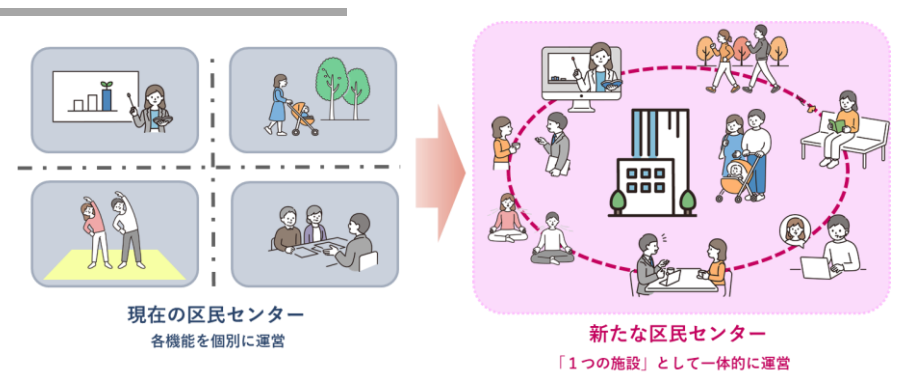 現在の区民センター
各機能を個別に運営
新たな区民センター
「１つの施設」として一体的に運営